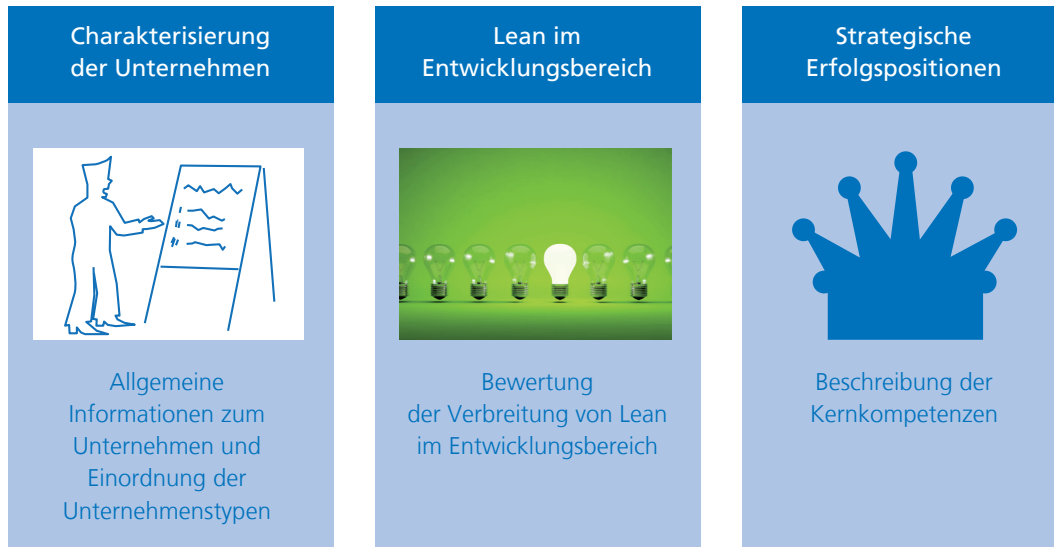 Charakterisierung
der Unternehmen
Allgemeine
Informationen zum
Unternehmen und
Einordnung der
Unternehmenstypen
Lean im
Entwicklungsbereich
Bewertung
der Verbreitung von Lean
im Entwicklungsbereich
Strategische
Erfolgspositionen
Beschreibung der
Kernkompetenzen